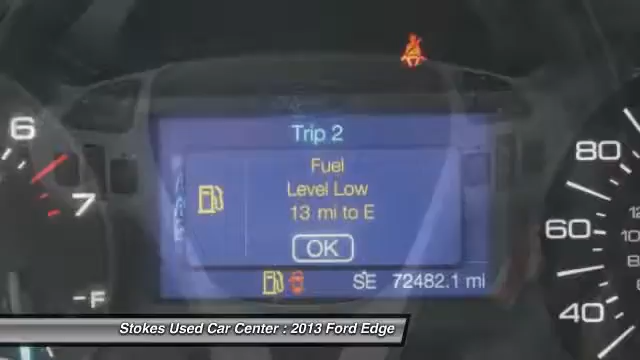 Trip 2
Fuel
Level Low
13 mi to E
OK
SE 72482.1 mi
6
7
F
80
60
40
Stokes Used Car Center : 2013 Ford Edge